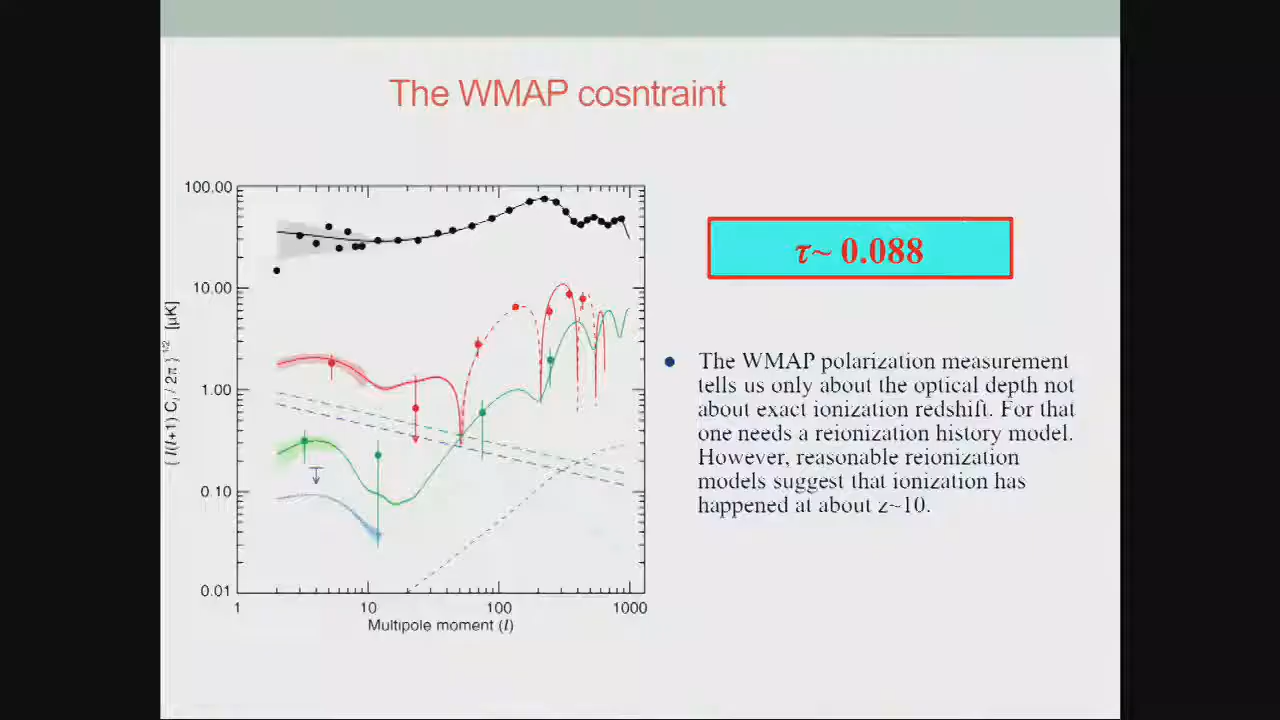 The WMAP cosntraint
100.00
10.00
1.00
0.10
0.01
{ l(l+1) Cl / 2π }1/2 [µK]
1
10
100
1000
Multipole moment (l)
τ~ 0.088
The WMAP polarization measurement
tells us only about the optical depth not
about exact ionization redshift. For that
one needs a reionization history model.
However, reasonable reionization
models suggest that ionization has
happened at about z~10.